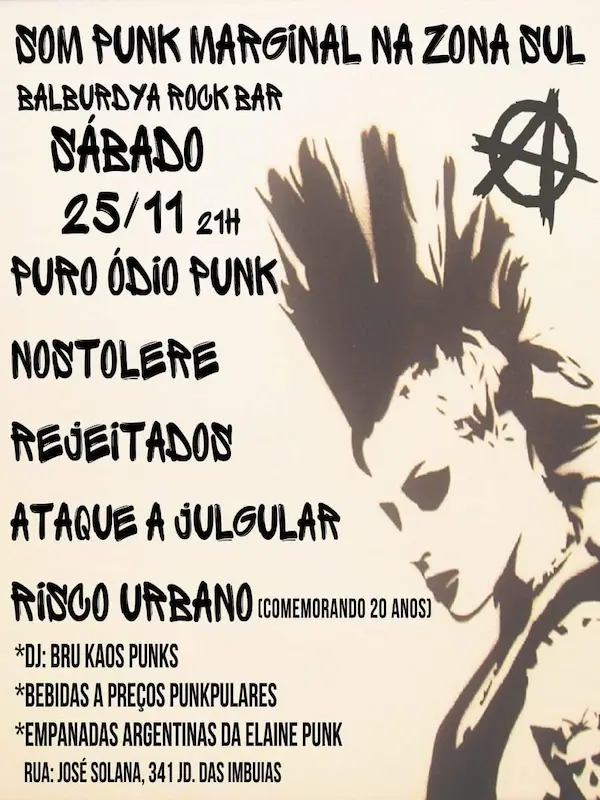 SOM PUNK MARGINAL NA ZONA SUL
BALBURDYA ROCK BAR
SÁBADO
25/11 21H
PURO ÓDIO PUNK
NOSTOLERE
REJEITADOS
ATAQUE A JULGULAR
RISCO URBANO (COMEMORANDO 20 ANOS)
*DJ: BRU KAOS PUNKS
*BEBIDAS A PREÇOS PUNKPULARES
*EMPANADAS ARGENTINAS DA ELAINE PUNK
RUA: JOSÉ SOLANA, 341 JD. DAS IMBUIAS